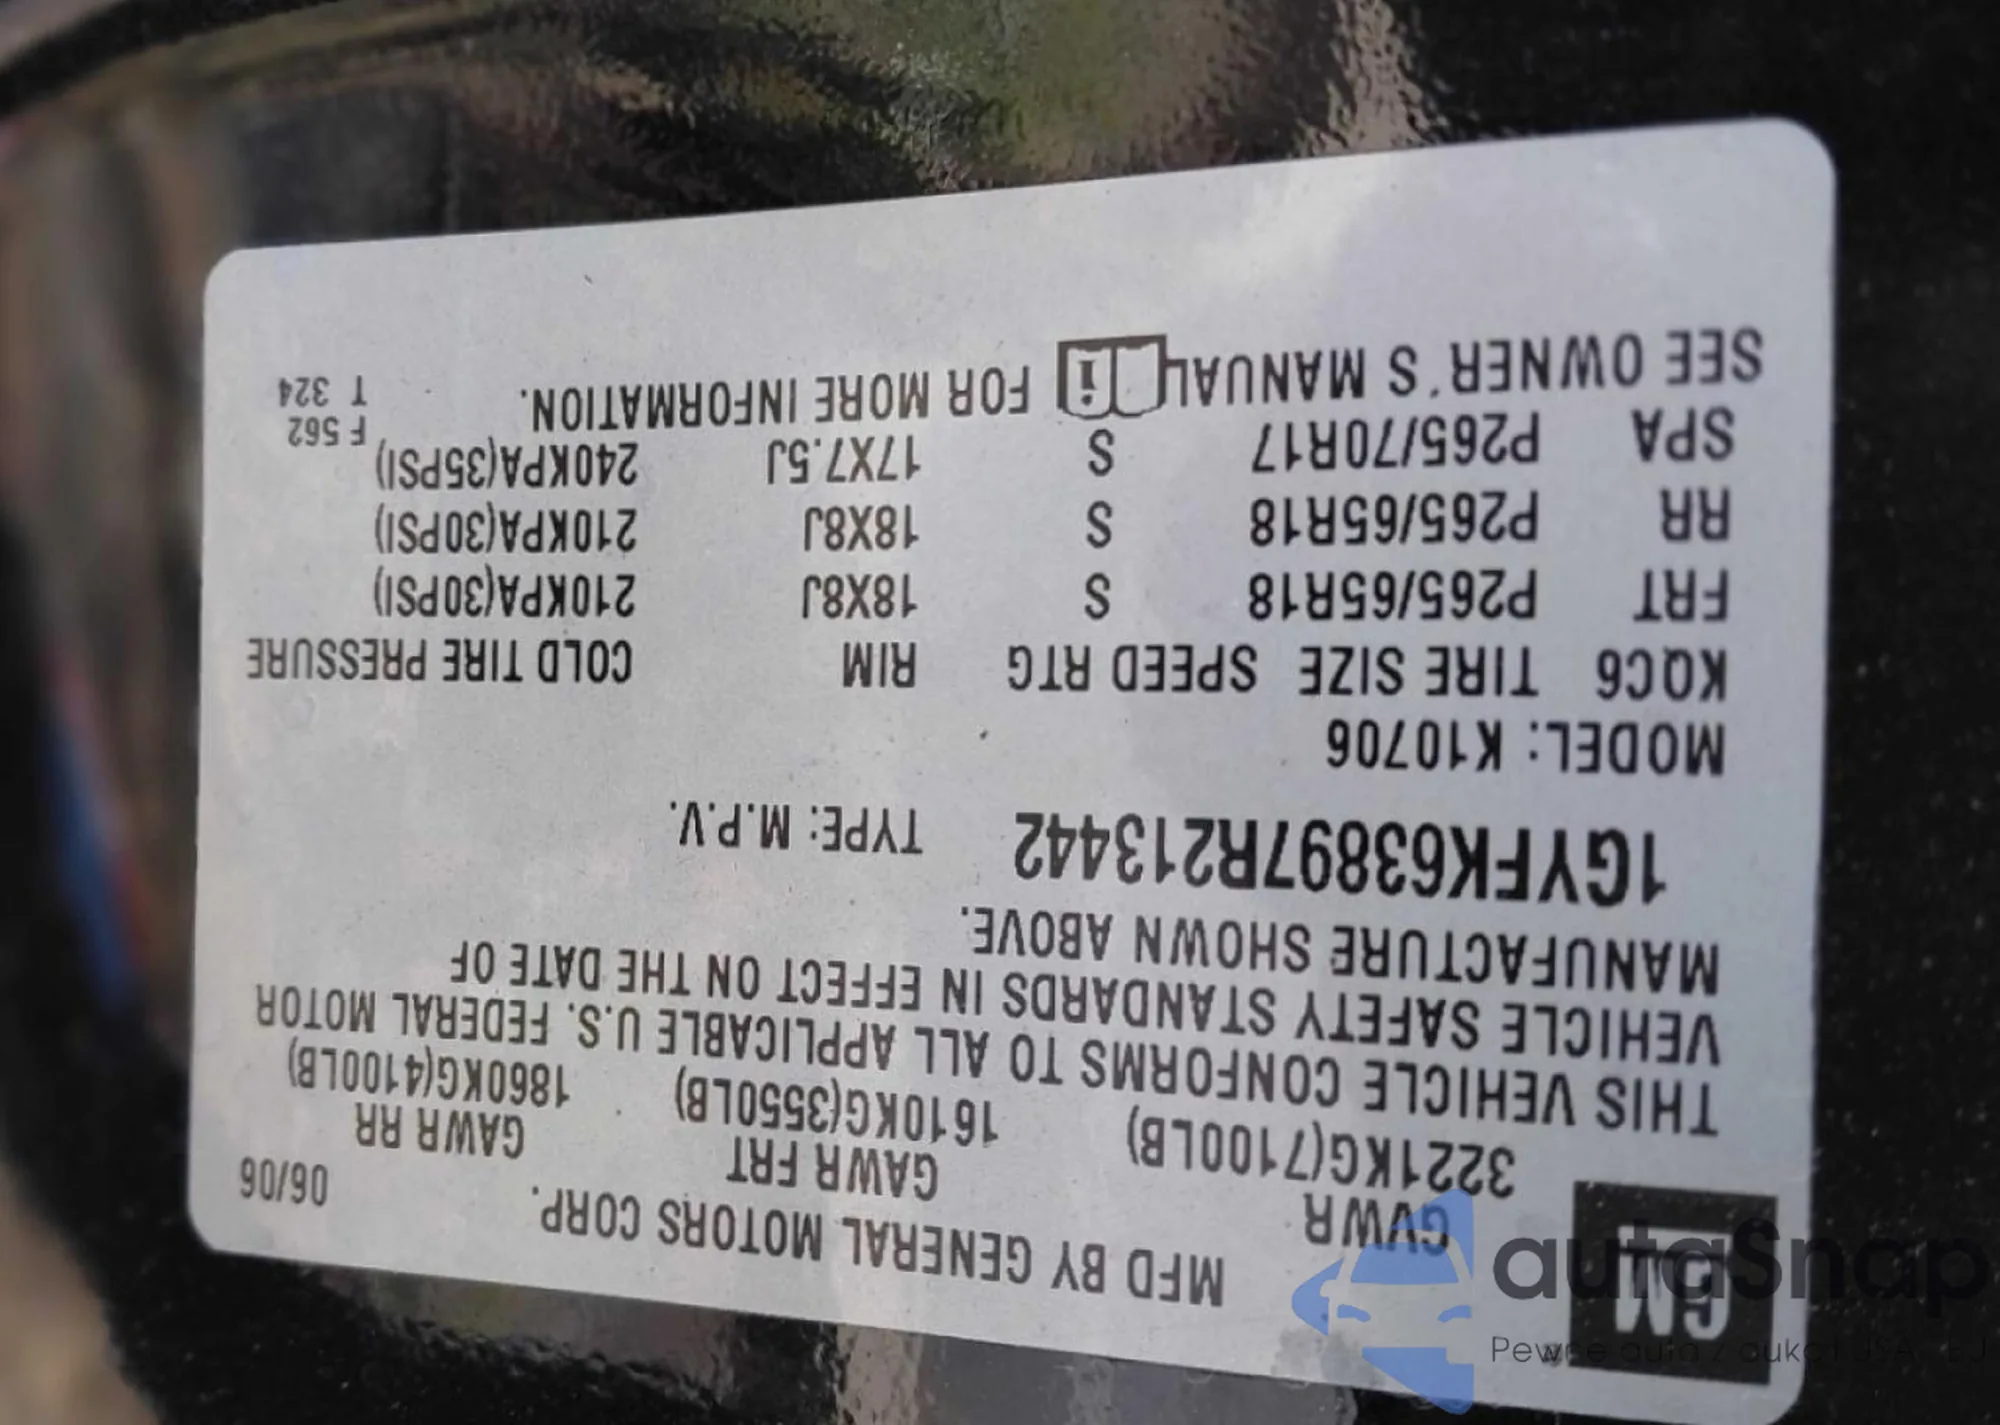 GM
MFD BY GENERAL MOTORS CORP. 06/06
GVWR GAWR FRT GAWR RR
3221KG(7100LB) 1610KG(3550LB) 1860KG(4100LB)
THIS VEHICLE CONFORMS TO ALL APPLICABLE U.S. FEDERAL MOTOR
VEHICLE SAFETY STANDARDS IN EFFECT ON THE DATE OF
MANUFACTURE SHOWN ABOVE.
1GYFK63897R213442 TYPE: M.P.V.
MODEL: K10706
KQC6 TIRE SIZE SPEED RTG RIM COLD TIRE PRESSURE
FRT P265/65R18 S 18X8J 210KPA(30PSI)
RR P265/65R18 S 18X8J 210KPA(30PSI)
SPA P265/70R17 S 17X7.5J 240KPA(35PSI)
SEE OWNER'S MANUAL i FOR MORE INFORMATION.
F 562
T 324
autaSnap
Pewne auta z